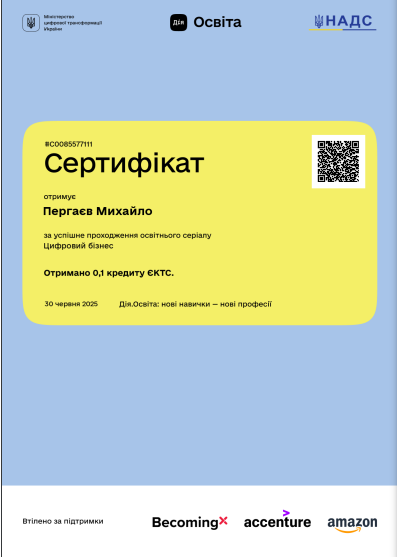 Міністерство
цифрової трансформації
України
Дія Освіта
НАДС
#C0085577111
Сертифікат
отримує
Пергаєв Михайло
за успішне проходження освітнього серіалу
Цифровий бізнес
Отримано 0,1 кредиту ЄКТС.
30 червня 2025 Дія.Освіта: нові навички — нові професії
Втілено за підтримки BecomingX accenture amazon